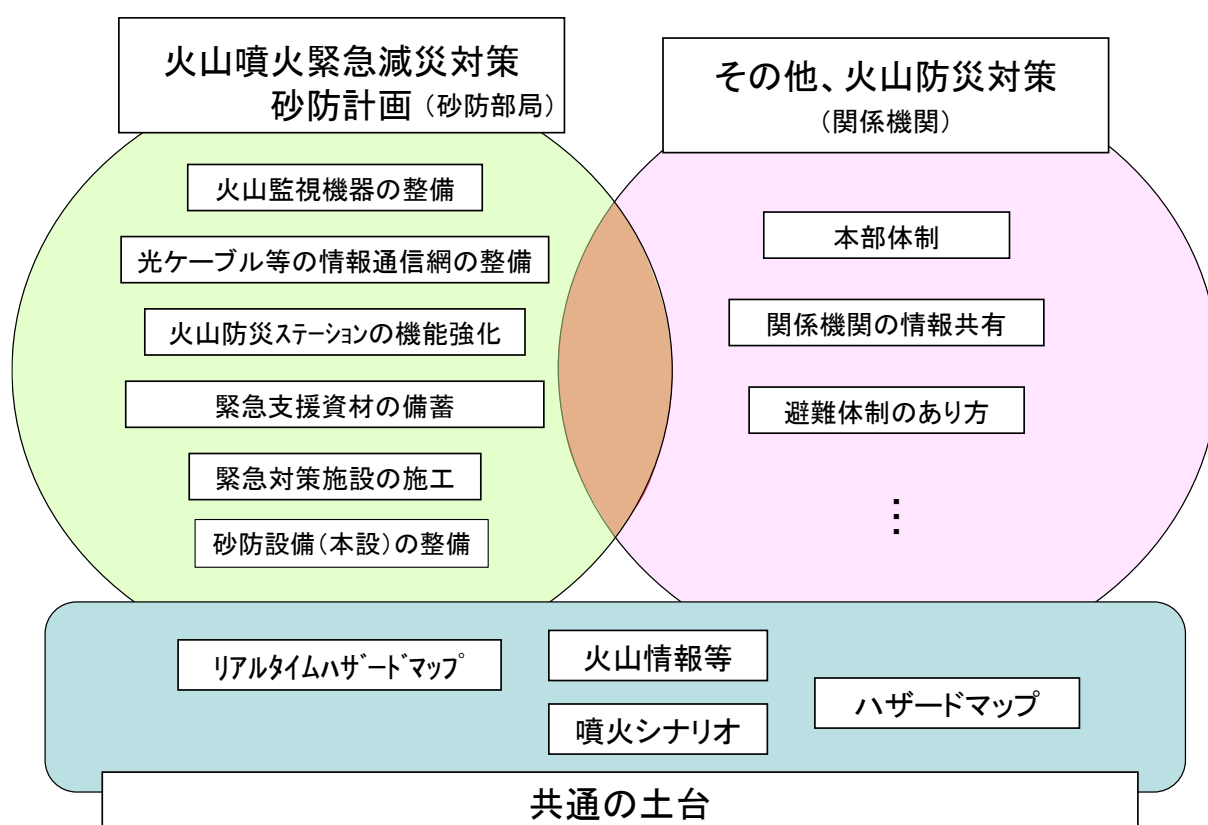 火山噴火緊急減災対策
砂防計画（砂防部局）
火山監視機器の整備
光ケーブル等の情報通信網の整備
火山防災ｽﾃｰｼｮﾝの機能強化
緊急支援資材の備蓄
緊急対策施設の施工
砂防設備（本設）の整備
その他、火山防災対策
（関係機関）
本部体制
関係機関の情報共有
避難体制のあり方
…
ﾘｱﾙﾀｲﾑﾊｻﾞｰﾄﾞﾏｯﾌﾟ
火山情報等
噴火シナリオ
ハザードマップ
共通の土台